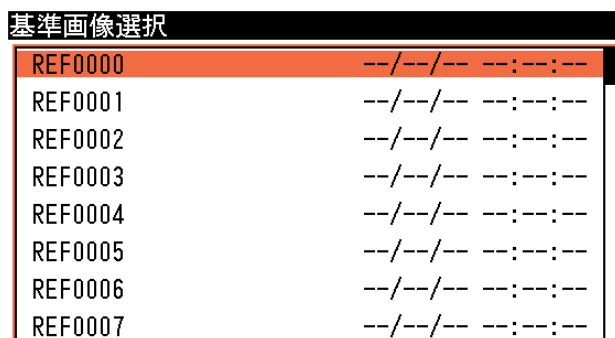 基準画像選択
REF0000 --/--/-- --:--:--
REF0001 --/--/-- --:--:--
REF0002 --/--/-- --:--:--
REF0003 --/--/-- --:--:--
REF0004 --/--/-- --:--:--
REF0005 --/--/-- --:--:--
REF0006 --/--/-- --:--:--
REF0007 --/--/-- --:--:--